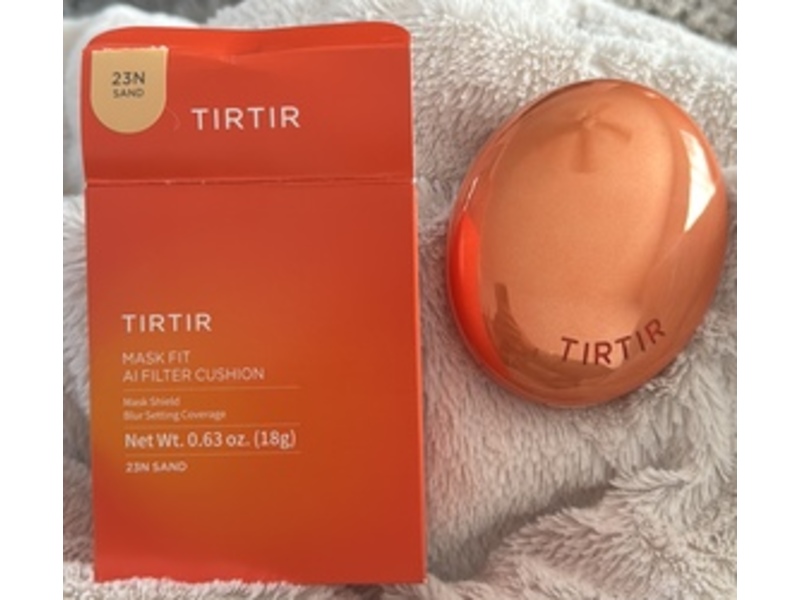 23N
SAND
TIRTIR
TIRTIR
MASK FIT
AI FILTER CUSHION
Mask Shield
Blur Setting Coverage
Net Wt. 0.63 oz. (18g)
23N SAND
TIRTIR